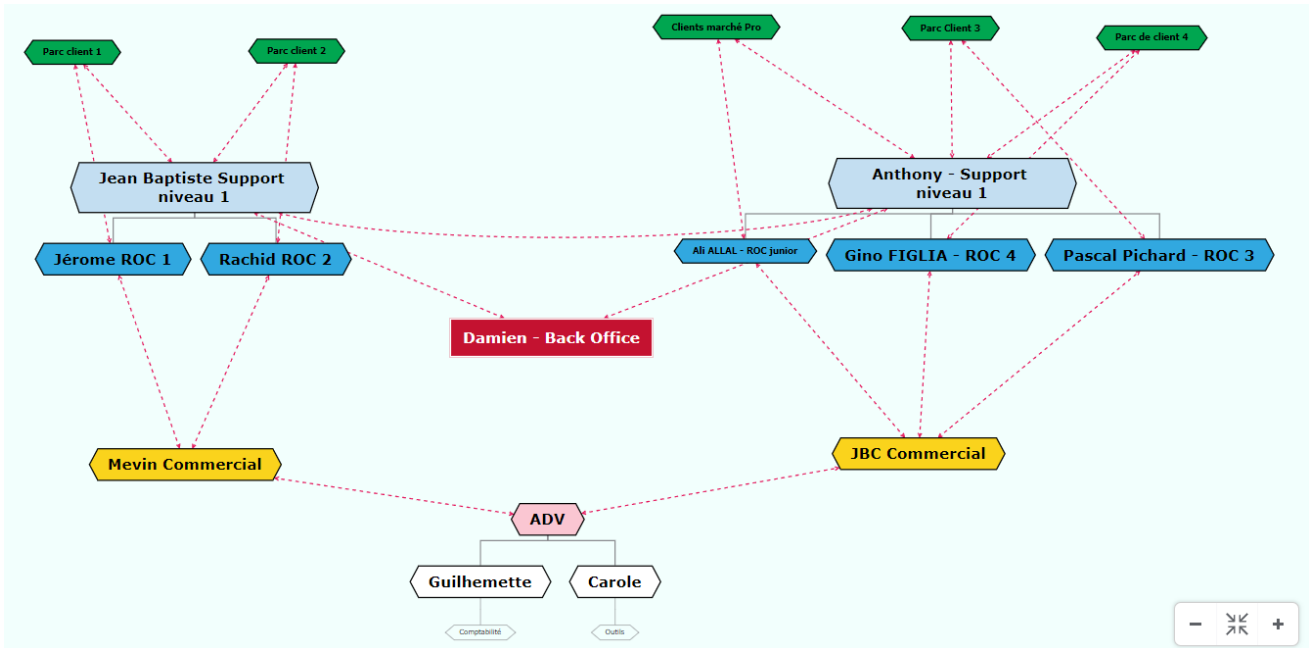 Parc client 1
Parc client 2
Clients marché Pro
Parc Client 3
Parc de client 4
Jean Baptiste Support
niveau 1
Anthony - Support
niveau 1
Jérome ROC 1
Rachid ROC 2
Ali ALLAL - ROC junior
Gino FIGLIA - ROC 4
Pascal Pichard - ROC 3
Damien - Back Office
Mevin Commercial
JBC Commercial
ADV
Guilhemette
Carole
Comptabilité
Outils